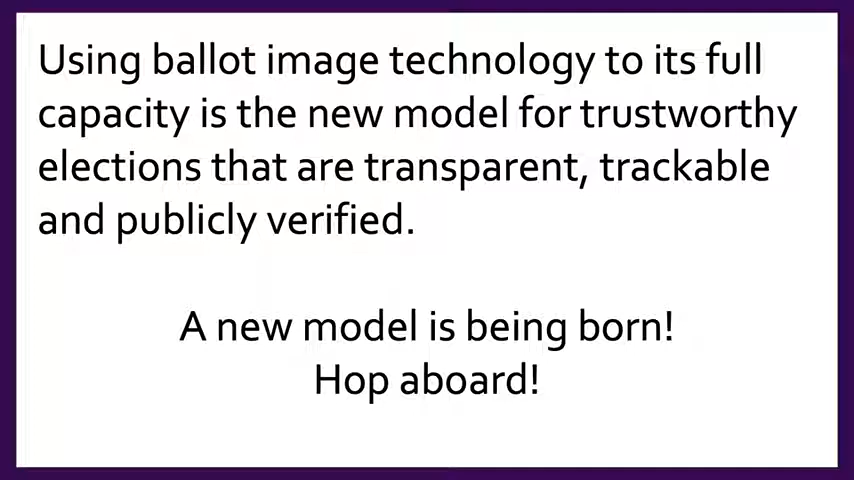 Using ballot image technology to its full
capacity is the new model for trustworthy
elections that are transparent, trackable
and publicly verified.
A new model is being born!
Hop aboard!